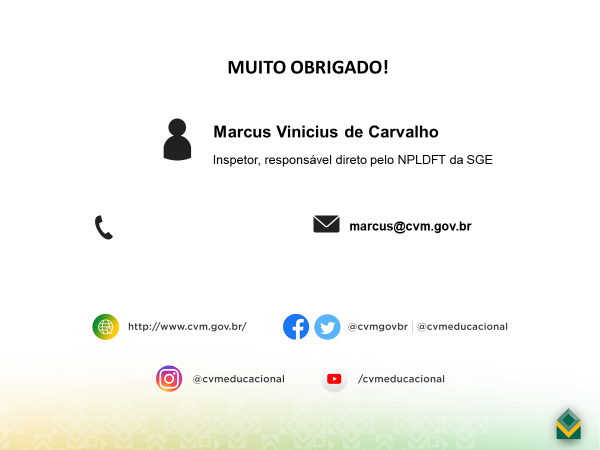 MUITO OBRIGADO!
Marcus Vinicius de Carvalho
Inspetor, responsável direto pelo NPLDFT da SGE
marcus@cvm.gov.br
http://www.cvm.gov.br/
@cvmgovbr | @cvmeducacional
@cvmeducacional
/cvmeducacional